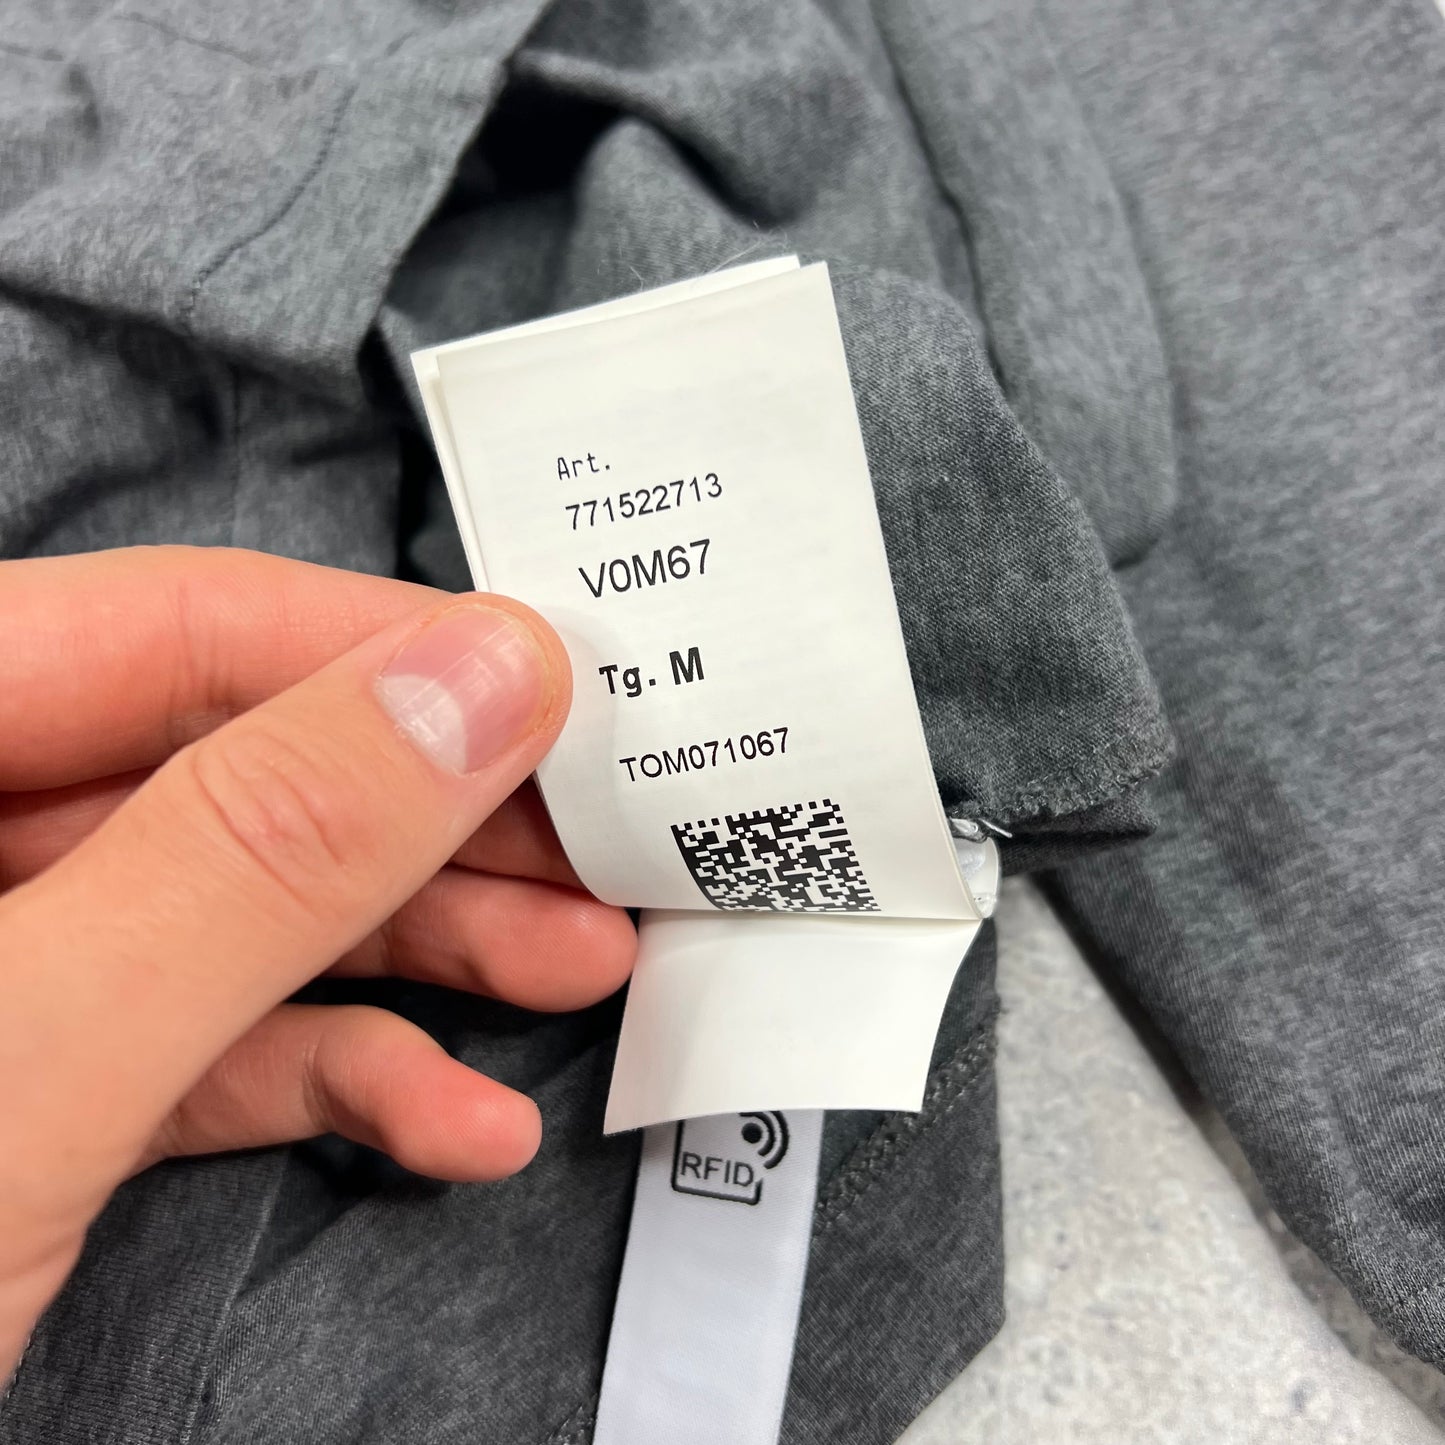 Art.
771522713
V0M67
Tg. M
TOM071067
RFID